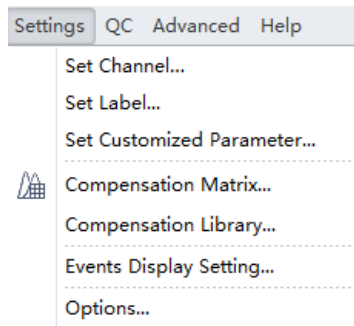 Settings QC Advanced Help
Set Channel...
Set Label...
Set Customized Parameter...
Compensation Matrix...
Compensation Library...
Events Display Setting...
Options...